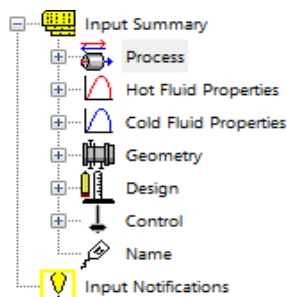 Input Summary
Process
Hot Fluid Properties
Cold Fluid Properties
Geometry
Design
Control
Name
Input Notifications